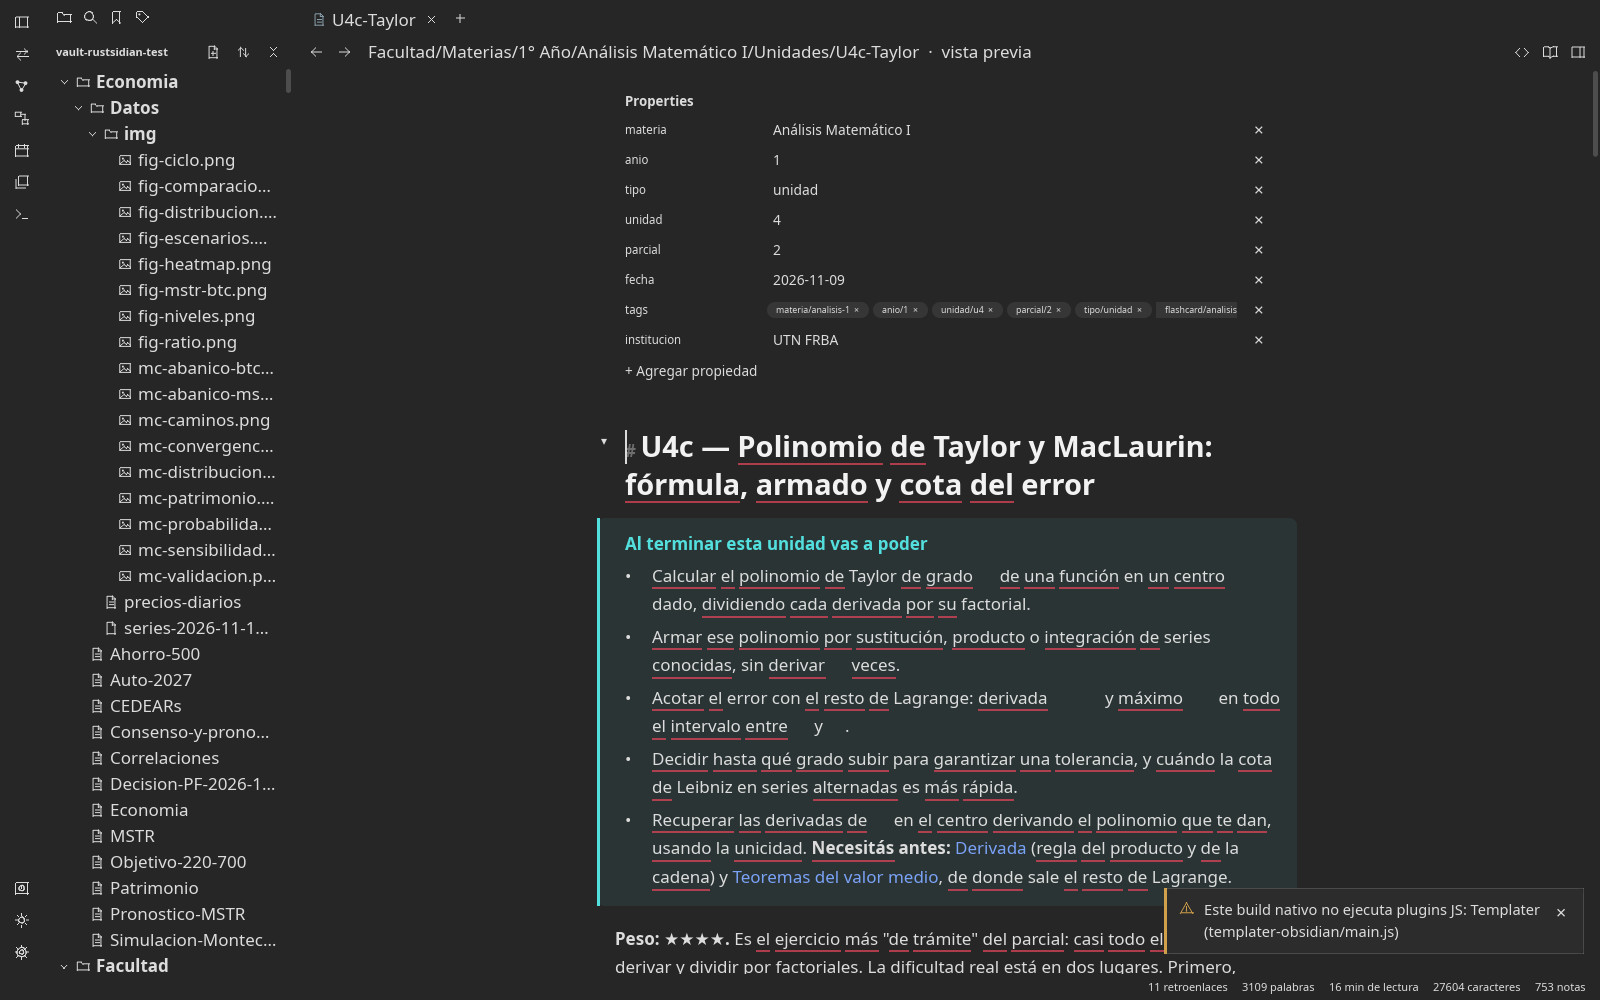 U4c-Taylor
vault-rustsidian-test
Facultad/Materias/1° Año/Análisis Matemático I/Unidades/U4c-Taylor · vista previa
Economia
Datos
img
fig-ciclo.png
fig-comparacio...
fig-distribucion....
fig-escenarios....
fig-heatmap.png
fig-mstr-btc.png
fig-niveles.png
fig-ratio.png
mc-abanico-btc...
mc-abanico-ms...
mc-caminos.png
mc-convergenc...
mc-distribucion...
mc-patrimonio....
mc-probabilida...
mc-sensibilidad...
mc-validacion.p...
precios-diarios
series-2026-11-1...
Ahorro-500
Auto-2027
CEDEARs
Consenso-y-prono...
Correlaciones
Decision-PF-2026-1...
Economia
MSTR
Objetivo-220-700
Patrimonio
Pronostico-MSTR
Simulacion-Montec...
Facultad
Properties
materia Análisis Matemático I ×
anio 1 ×
tipo unidad ×
unidad 4 ×
parcial 2 ×
fecha 2026-11-09 ×
tags materia/analisis-1 × anio/1 × unidad/u4 × parcial/2 × tipo/unidad × flashcard/analisis ×
institucion UTN FRBA ×
+ Agregar propiedad
# U4c — Polinomio de Taylor y MacLaurin:
fórmula, armado y cota del error
Al terminar esta unidad vas a poder
• Calcular el polinomio de Taylor de grado de una función en un centro
dado, dividiendo cada derivada por su factorial.
• Armar ese polinomio por sustitución, producto o integración de series
conocidas, sin derivar veces.
• Acotar el error con el resto de Lagrange: derivada y máximo en todo
el intervalo entre y .
• Decidir hasta qué grado subir para garantizar una tolerancia, y cuándo la cota
de Leibniz en series alternadas es más rápida.
• Recuperar las derivadas de en el centro derivando el polinomio que te dan,
usando la unicidad. Necesitás antes: Derivada (regla del producto y de la
cadena) y Teoremas del valor medio, de donde sale el resto de Lagrange.
Peso: ★★★★. Es el ejercicio más "de trámite" del parcial: casi todo el
derivar y dividir por factoriales. La dificultad real está en dos lugares. Primero,
Este build nativo no ejecuta plugins JS: Templater
(templater-obsidian/main.js)
11 retroenlaces 3109 palabras 16 min de lectura 27604 caracteres 753 notas